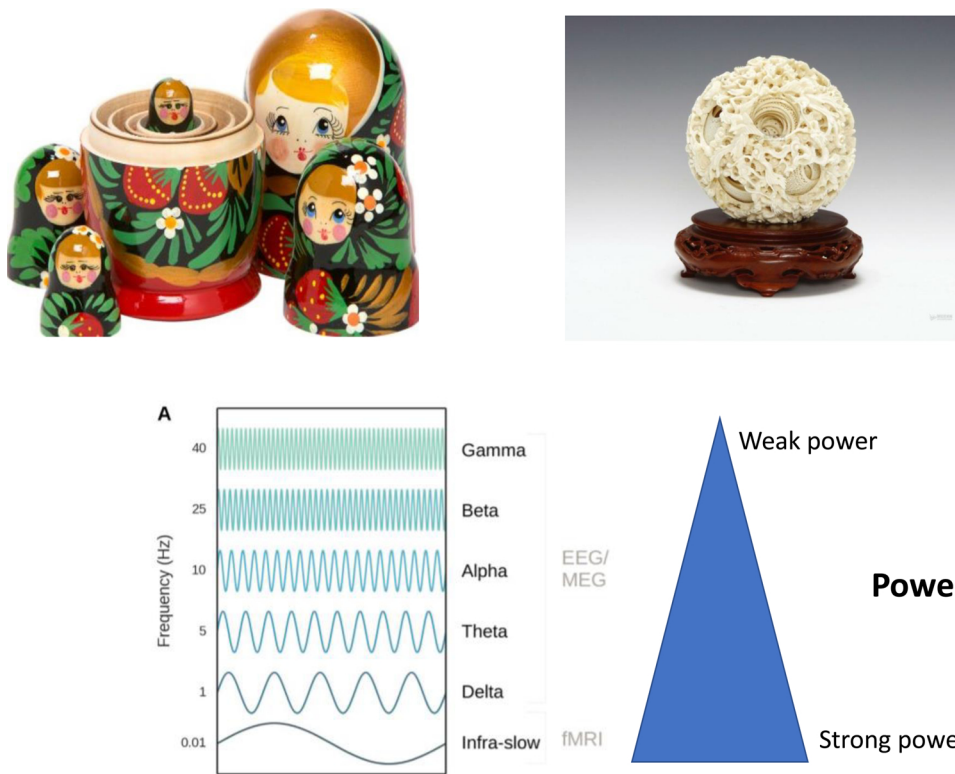 A
Frequency (Hz)
40
Gamma
25
Beta
10
Alpha
5
Theta
1
Delta
0.01
Infra-slow
EEG/
MEG
fMRI
Weak power
Powe
Strong powe